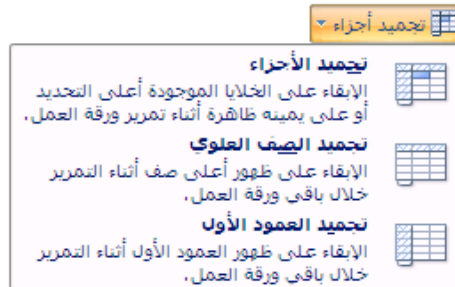 تجميد أجزاء
تجميد الأجزاء
الإبقاء على الخلايا الموجودة أعلى التحديد
أو على يمينه ظاهرة أثناء تمرير ورقة العمل.
تجميد الصف العلوي
الإبقاء على ظهور أعلى صف أثناء التمرير
خلال باقي ورقة العمل.
تجميد العمود الأول
الإبقاء على ظهور العمود الأول أثناء التمرير
خلال باقي ورقة العمل.